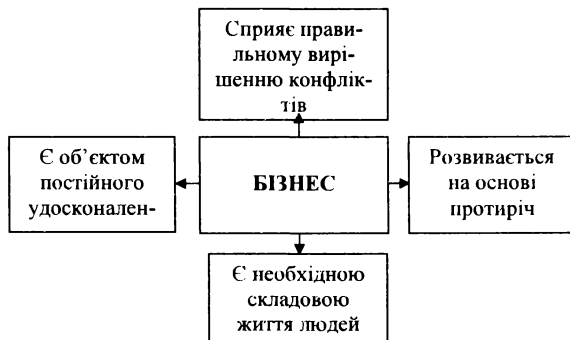 Сприяє прави-
льному вирі-
шенню конфлік-
тів
Є об’єктом
постійного
удосконален-
БІЗНЕС
Розвивається
на основі
протиріч
Є необхідною
складовою
життя людей